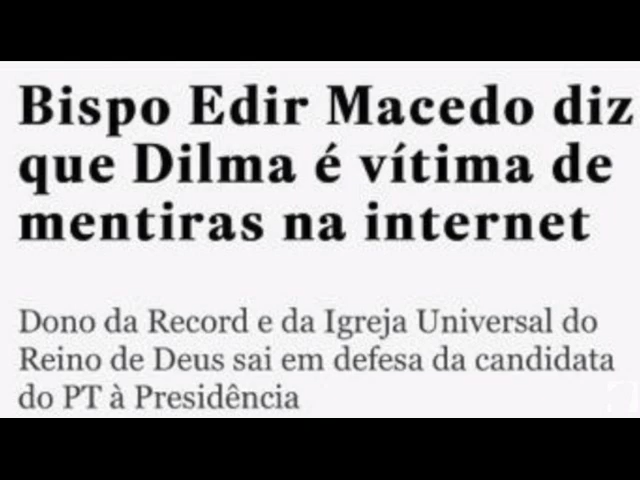 Bispo Edir Macedo diz
que Dilma é vítima de
mentiras na internet
Dono da Record e da Igreja Universal do
Reino de Deus sai em defesa da candidata
do PT à Presidência